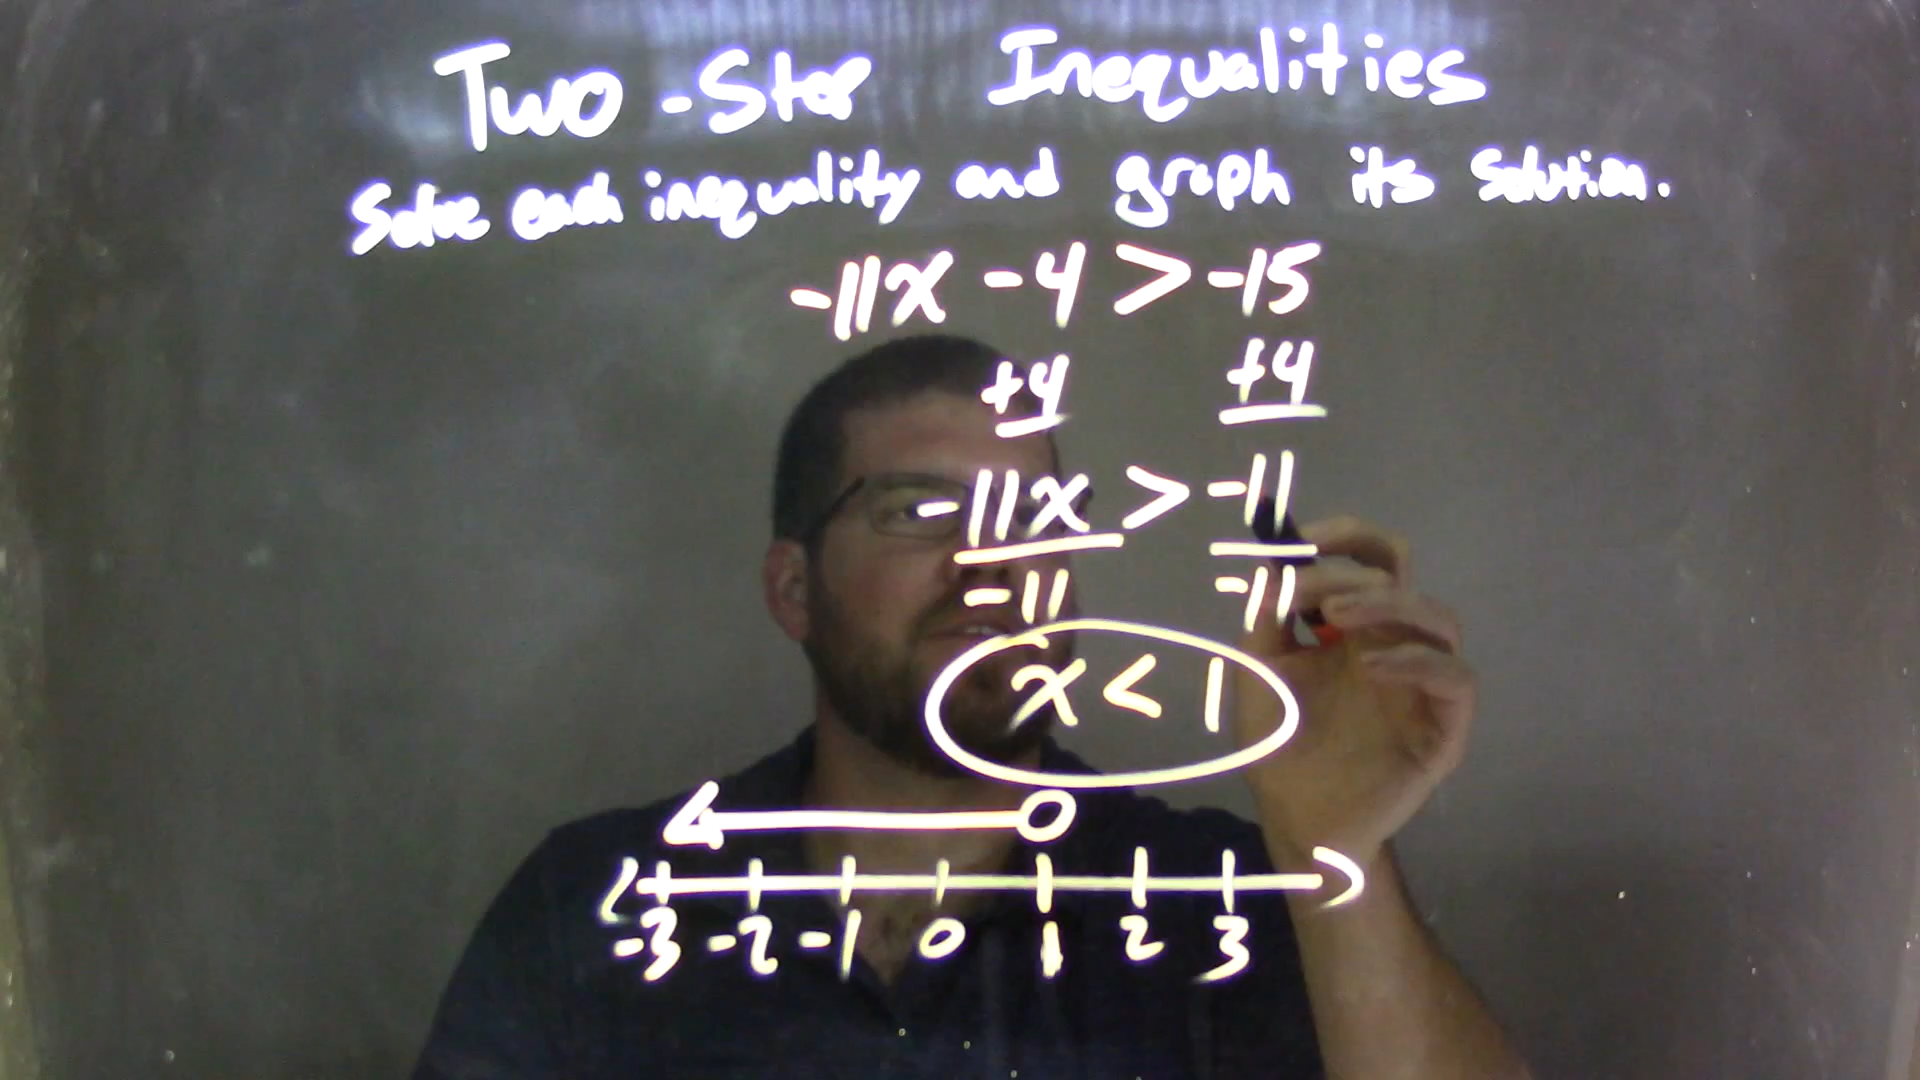 Two-Step Inequalities
Solve each inequality and graph its solution.
-11x - 4 > -15
+4 +4
-11x > -11
-11 -11
x < 1
-3 -2 -1 0 1 2 3